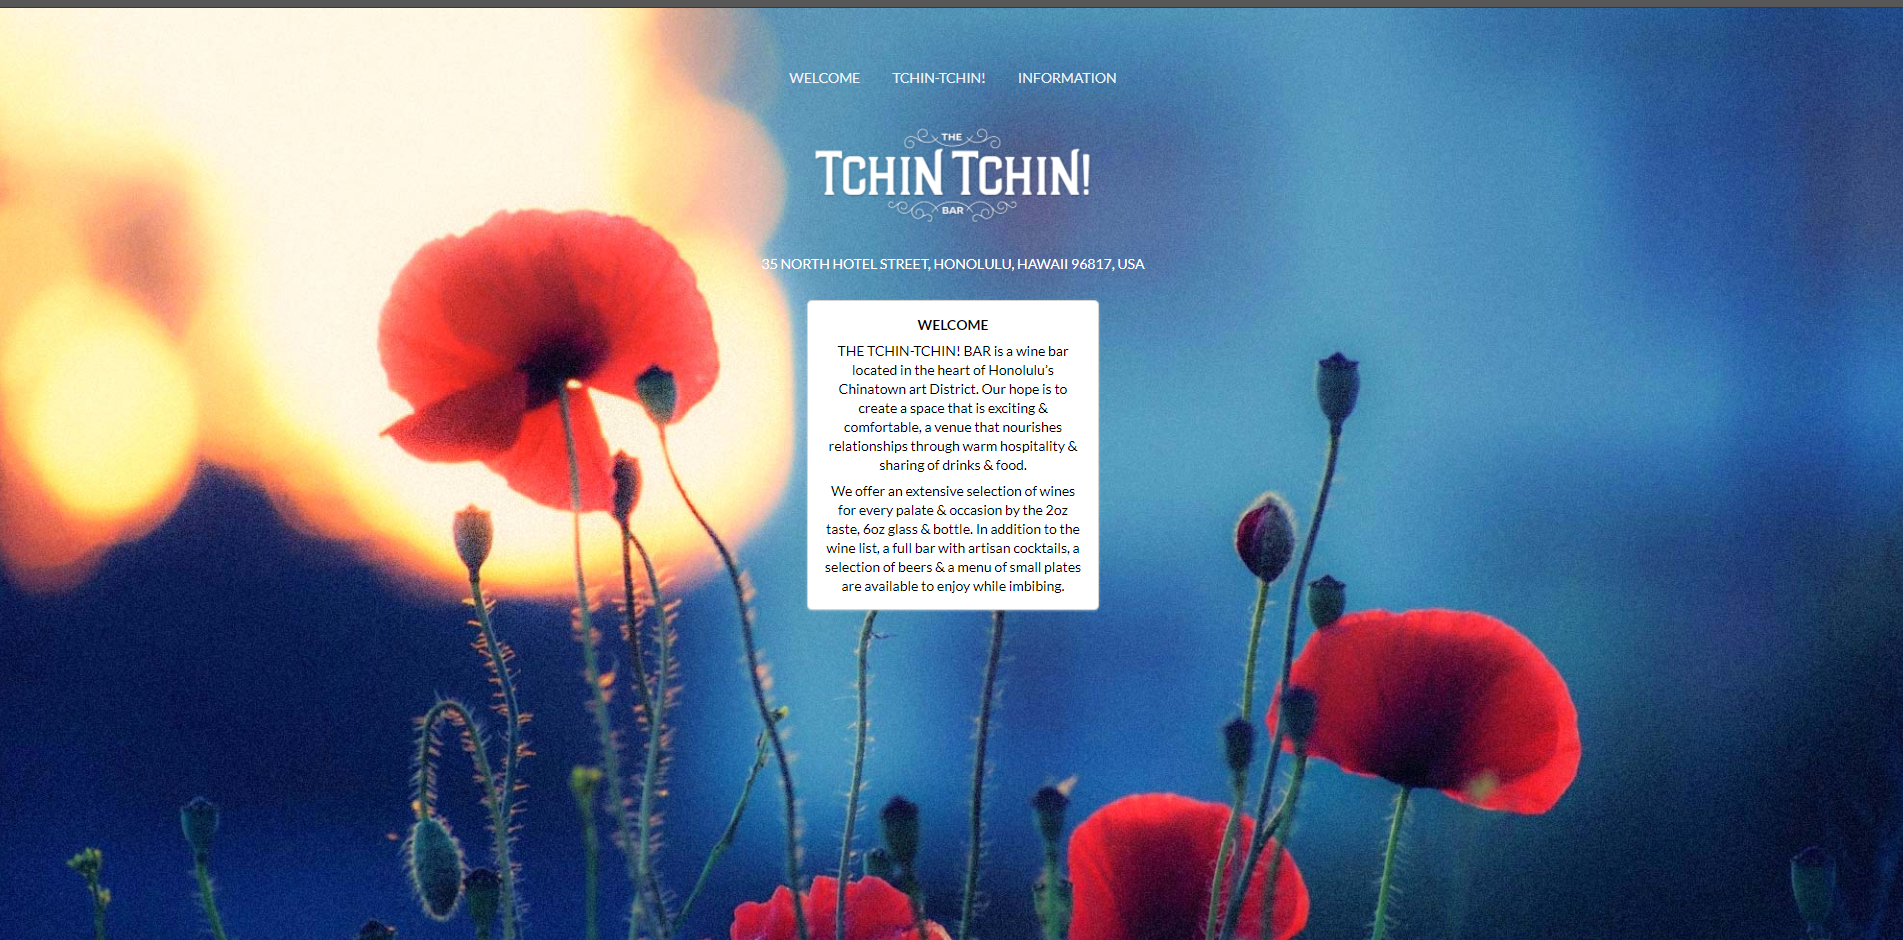 WELCOME TCHIN-TCHIN! INFORMATION
THE
TCHIN TCHIN!
BAR
35 NORTH HOTEL STREET, HONOLULU, HAWAII 96817, USA
WELCOME
THE TCHIN-TCHIN! BAR is a wine bar
located in the heart of Honolulu's
Chinatown art District. Our hope is to
create a space that is exciting &
comfortable, a venue that nourishes
relationships through warm hospitality &
sharing of drinks & food.
We offer an extensive selection of wines
for every palate & occasion by the 2oz
taste, 6oz glass & bottle. In addition to the
wine list, a full bar with artisan cocktails, a
selection of beers & a menu of small plates
are available to enjoy while imbibing.